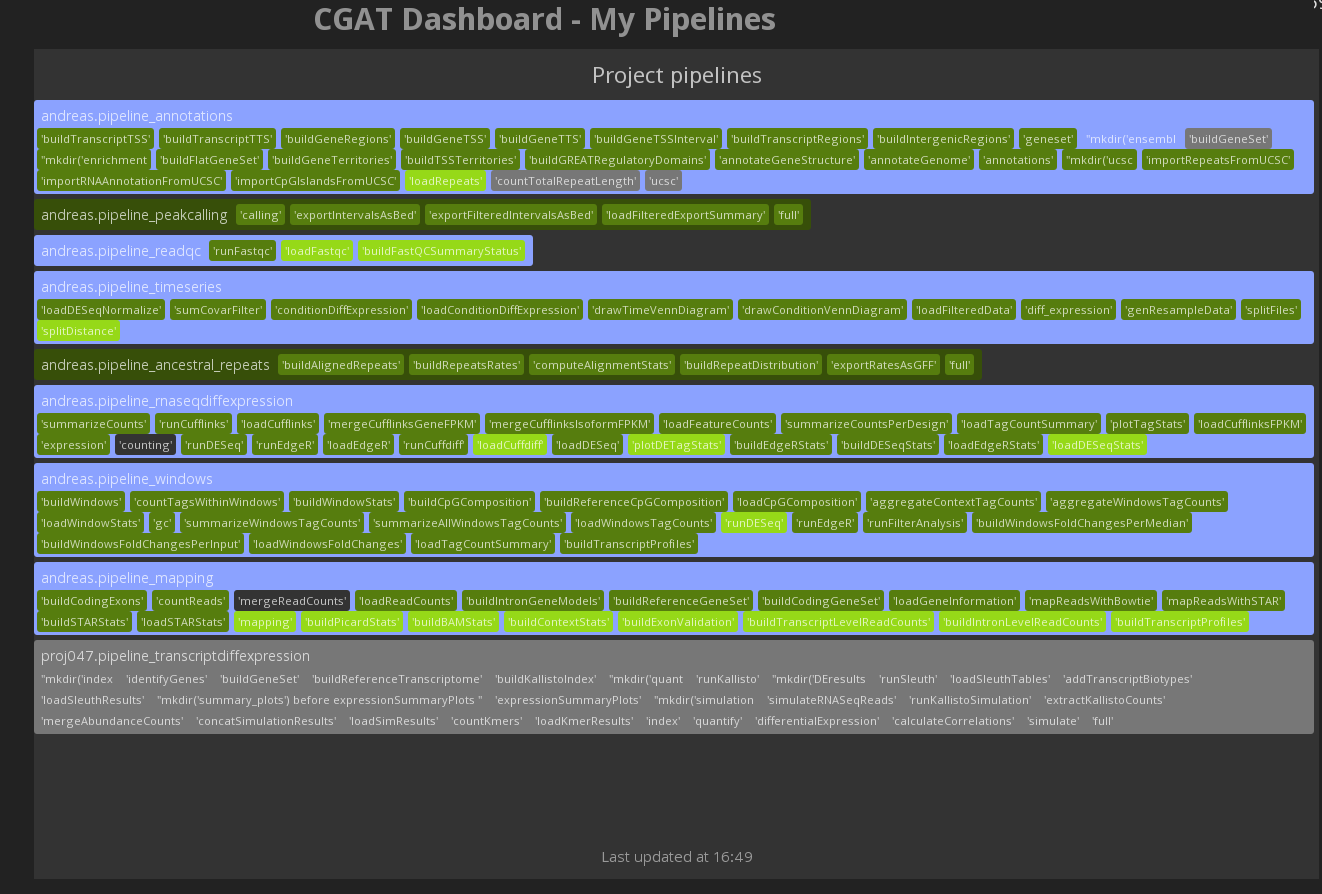 CGAT Dashboard - My Pipelines
Project pipelines
andreas.pipeline_annotations
'buildTranscriptTSS' 'buildTranscriptTTS' 'buildGeneRegions' 'buildGeneTSS' 'buildGeneTTS' 'buildGeneTSSInterval' 'buildTranscriptRegions' 'buildIntergenicRegions' 'geneset' "mkdir('ensembl 'buildGeneSet'
"mkdir('enrichment 'buildFlatGeneSet' 'buildGeneTerritories' 'buildTSSTerritories' 'buildGREATRegulatoryDomains' 'annotateGeneStructure' 'annotateGenome' 'annotations' "mkdir('ucsc 'importRepeatsFromUCSC'
'importRNAAnnotationFromUCSC' 'importCpGIslandsFromUCSC' 'loadRepeats' 'countTotalRepeatLength' 'ucsc'
andreas.pipeline_peakcalling 'calling' 'exportIntervalsAsBed' 'exportFilteredIntervalsAsBed' 'loadFilteredExportSummary' 'full'
andreas.pipeline_readqc 'runFastqc' 'loadFastqc' 'buildFastQCSummaryStatus'
andreas.pipeline_timeseries
'loadDESeqNormalize' 'sumCovarFilter' 'conditionDiffExpression' 'loadConditionDiffExpression' 'drawTimeVennDiagram' 'drawConditionVennDiagram' 'loadFilteredData' 'diff_expression' 'genResampleData' 'splitFiles'
'splitDistance'
andreas.pipeline_ancestral_repeats 'buildAlignedRepeats' 'buildRepeatsRates' 'computeAlignmentStats' 'buildRepeatDistribution' 'exportRatesAsGFF' 'full'
andreas.pipeline_rnaseqdiffexpression
'summarizeCounts' 'runCufflinks' 'loadCufflinks' 'mergeCufflinksGeneFPKM' 'mergeCufflinksIsoformFPKM' 'loadFeatureCounts' 'summarizeCountsPerDesign' 'loadTagCountSummary' 'plotTagStats' 'loadCufflinksFPKM'
'expression' 'counting' 'runDESeq' 'runEdgeR' 'loadEdgeR' 'runCuffdiff' 'loadCuffdiff' 'loadDESeq' 'plotDETagStats' 'buildEdgeRStats' 'buildDESeqStats' 'loadEdgeRStats' 'loadDESeqStats'
andreas.pipeline_windows
'buildWindows' 'countTagsWithinWindows' 'buildWindowStats' 'buildCpGComposition' 'buildReferenceCpGComposition' 'loadCpGComposition' 'aggregateContextTagCounts' 'aggregateWindowsTagCounts'
'loadWindowStats' 'gc' 'summarizeWindowsTagCounts' 'summarizeAllWindowsTagCounts' 'loadWindowsTagCounts' 'runDESeq' 'runEdgeR' 'runFilterAnalysis' 'buildWindowsFoldChangesPerMedian'
'buildWindowsFoldChangesPerInput' 'loadWindowsFoldChanges' 'loadTagCountSummary' 'buildTranscriptProfiles'
andreas.pipeline_mapping
'buildCodingExons' 'countReads' 'mergeReadCounts' 'loadReadCounts' 'buildIntronGeneModels' 'buildReferenceGeneSet' 'buildCodingGeneSet' 'loadGeneInformation' 'mapReadsWithBowtie' 'mapReadsWithSTAR'
'buildSTARStats' 'loadSTARStats' 'mapping' 'buildPicardStats' 'buildBAMStats' 'buildContextStats' 'buildExonValidation' 'buildTranscriptLevelReadCounts' 'buildIntronLevelReadCounts' 'buildTranscriptProfiles'
proj047.pipeline_transcriptdiffexpression
"mkdir('index 'identifyGenes' 'buildGeneSet' 'buildReferenceTranscriptome' 'buildKallistoIndex' "mkdir('quant 'runKallisto' "mkdir('DEresults 'runSleuth' 'loadSleuthTables' 'addTranscriptBiotypes'
'loadSleuthResults' "mkdir('summary_plots') before expressionSummaryPlots " 'expressionSummaryPlots' "mkdir('simulation 'simulateRNASeqReads' 'runKallistoSimulation' 'extractKallistoCounts'
'mergeAbundanceCounts' 'concatSimulationResults' 'loadSimResults' 'countKmers' 'loadKmerResults' 'index' 'quantify' 'differentialExpression' 'calculateCorrelations' 'simulate' 'full'
Last updated at 16:49